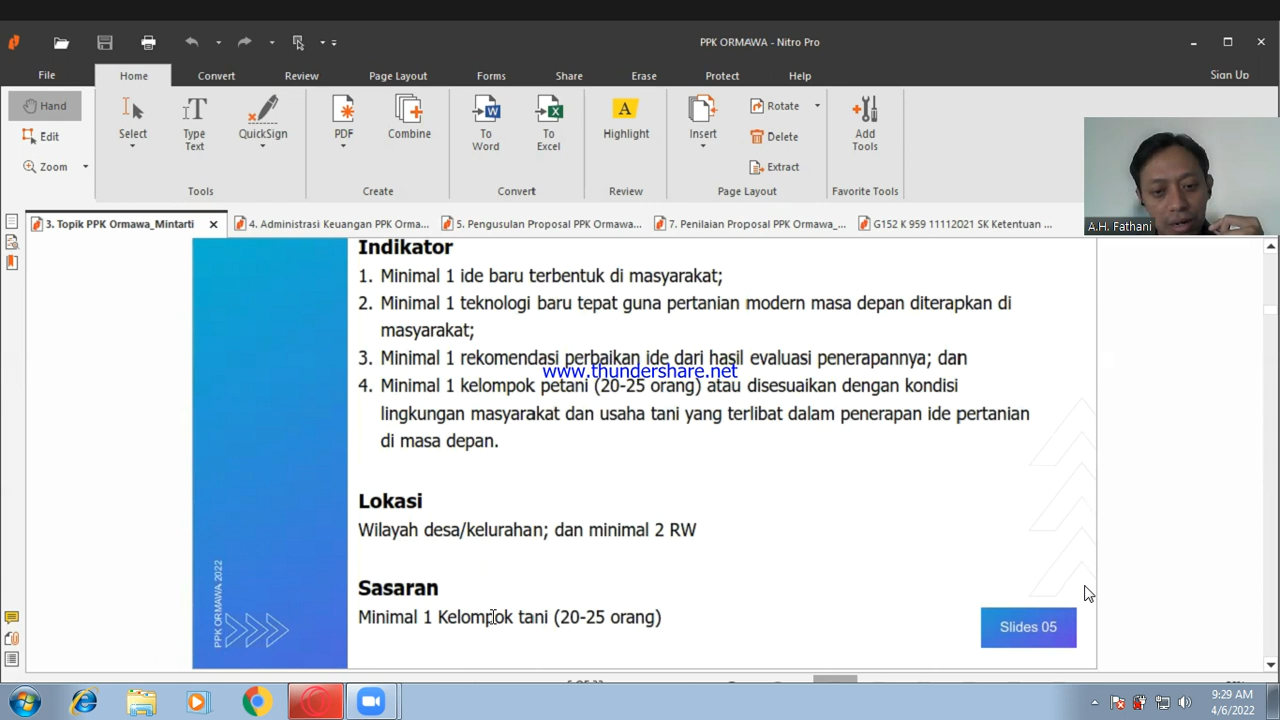 PPK ORMAWA - Nitro Pro
File
Home
Convert
Review
Page Layout
Forms
Share
Erase
Protect
Help
Sign Up
Hand
Edit
Zoom
Select
Type
Text
QuickSign
Tools
PDF
Combine
Create
To
Word
To
Excel
Convert
A
Highlight
Review
Insert
Rotate
Delete
Extract
Page Layout
Add
Tools
Favorite Tools
A.H. Fathani
3. Topik PPK Ormawa_Mintarti
4. Administrasi Keuangan PPK Orma...
5. Pengusulan Proposal PPK Ormawa...
7. Penilaian Proposal PPK Ormawa_...
G152 K 959 11112021 SK Ketentuan ...
Indikator
1. Minimal 1 ide baru terbentuk di masyarakat;
2. Minimal 1 teknologi baru tepat guna pertanian modern masa depan diterapkan di
masyarakat;
3. Minimal 1 rekomendasi perbaikan ide dari hasil evaluasi penerapannya; dan
www.thundershare.net
4. Minimal 1 kelompok petani (20-25 orang) atau disesuaikan dengan kondisi
lingkungan masyarakat dan usaha tani yang terlibat dalam penerapan ide pertanian
di masa depan.
Lokasi
Wilayah desa/kelurahan; dan minimal 2 RW
Sasaran
Minimal 1 Kelompok tani (20-25 orang)
PPK ORMAWA 2022
Slides 05
9:29 AM
4/6/2022